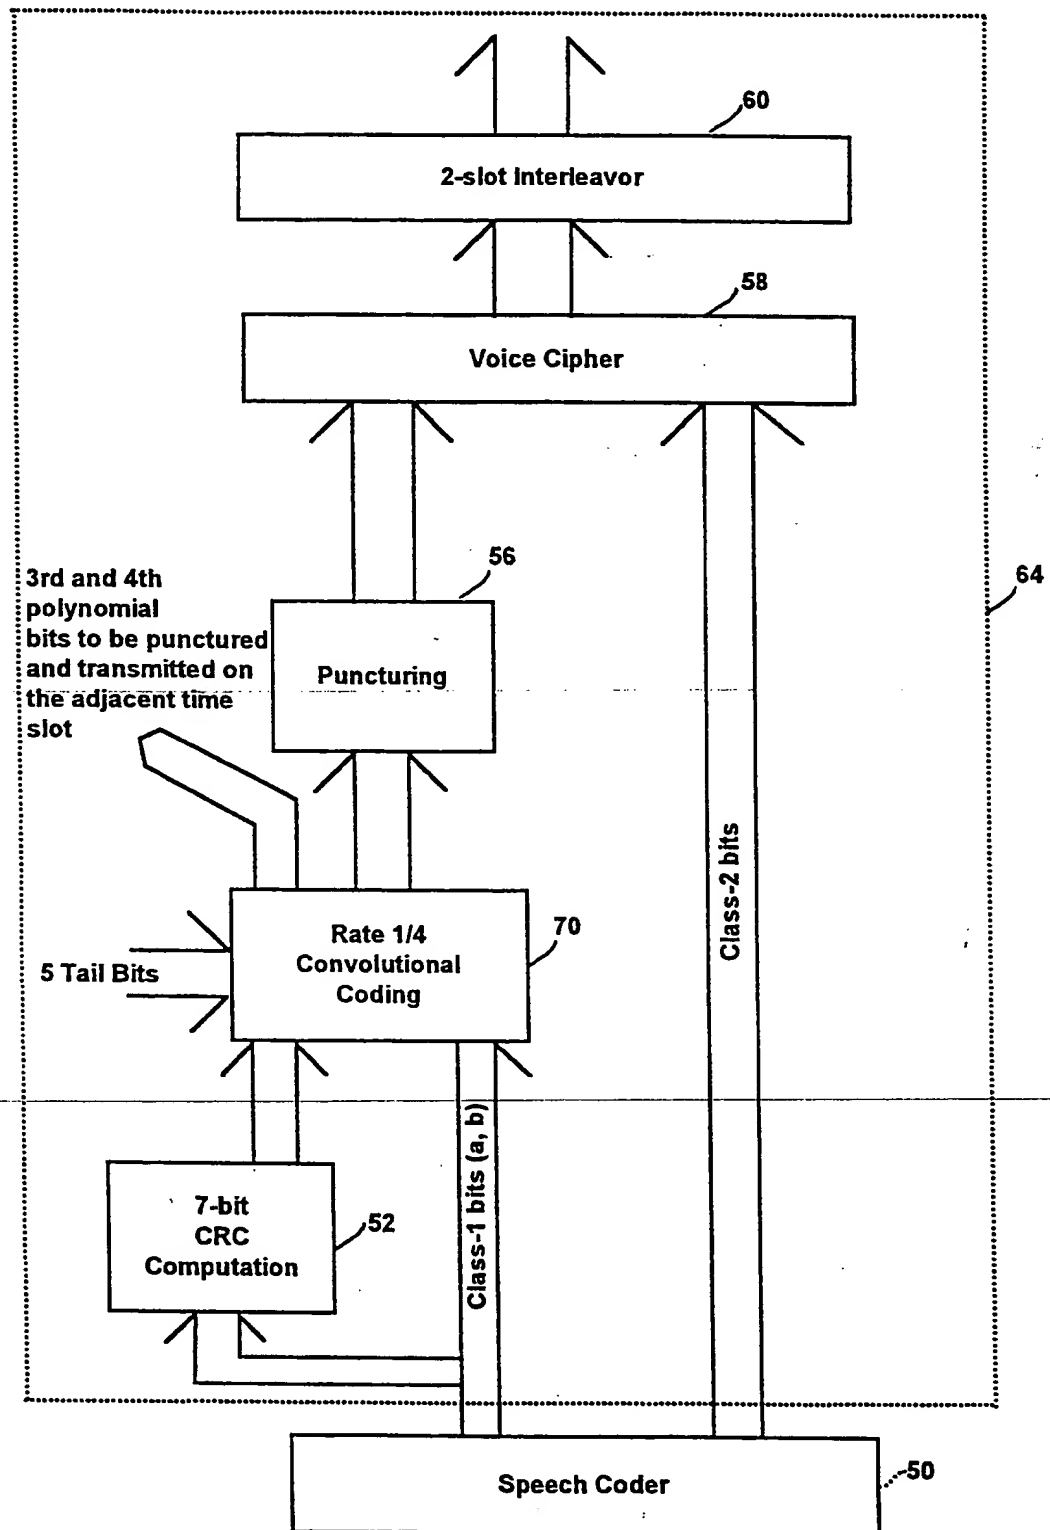 60
2-slot Interleavor
58
Voice Cipher
56
3rd and 4th
polynomial
bits to be punctured
and transmitted on
the adjacent time
slot
64
Puncturing
Class-2 bits
70
Rate 1/4
Convolutional
Coding
5 Tail Bits
Class-1 bits (a, b)
7-bit
CRC
Computation
52
50
Speech Coder